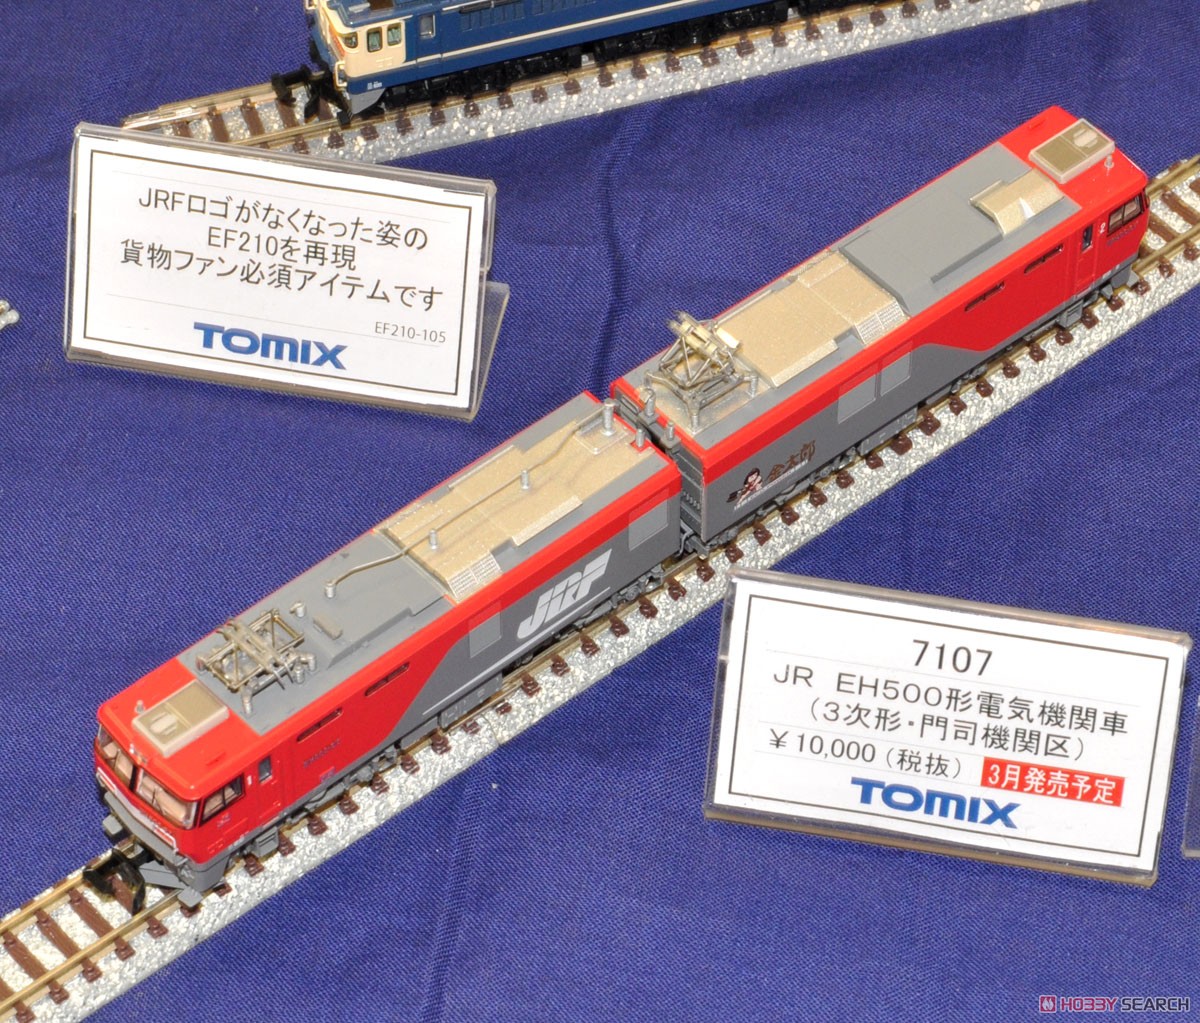 JRFロゴがなくなった姿の
EF210を再現
貨物ファン必須アイテムです
EF210-105
TOMIX
金太郎
JRF
1
2
7107
JR EH500形電気機関車
(3次形・門司機関区)
¥10,000(税抜) 3月発売予定
TOMIX
HOBBY SEARCH